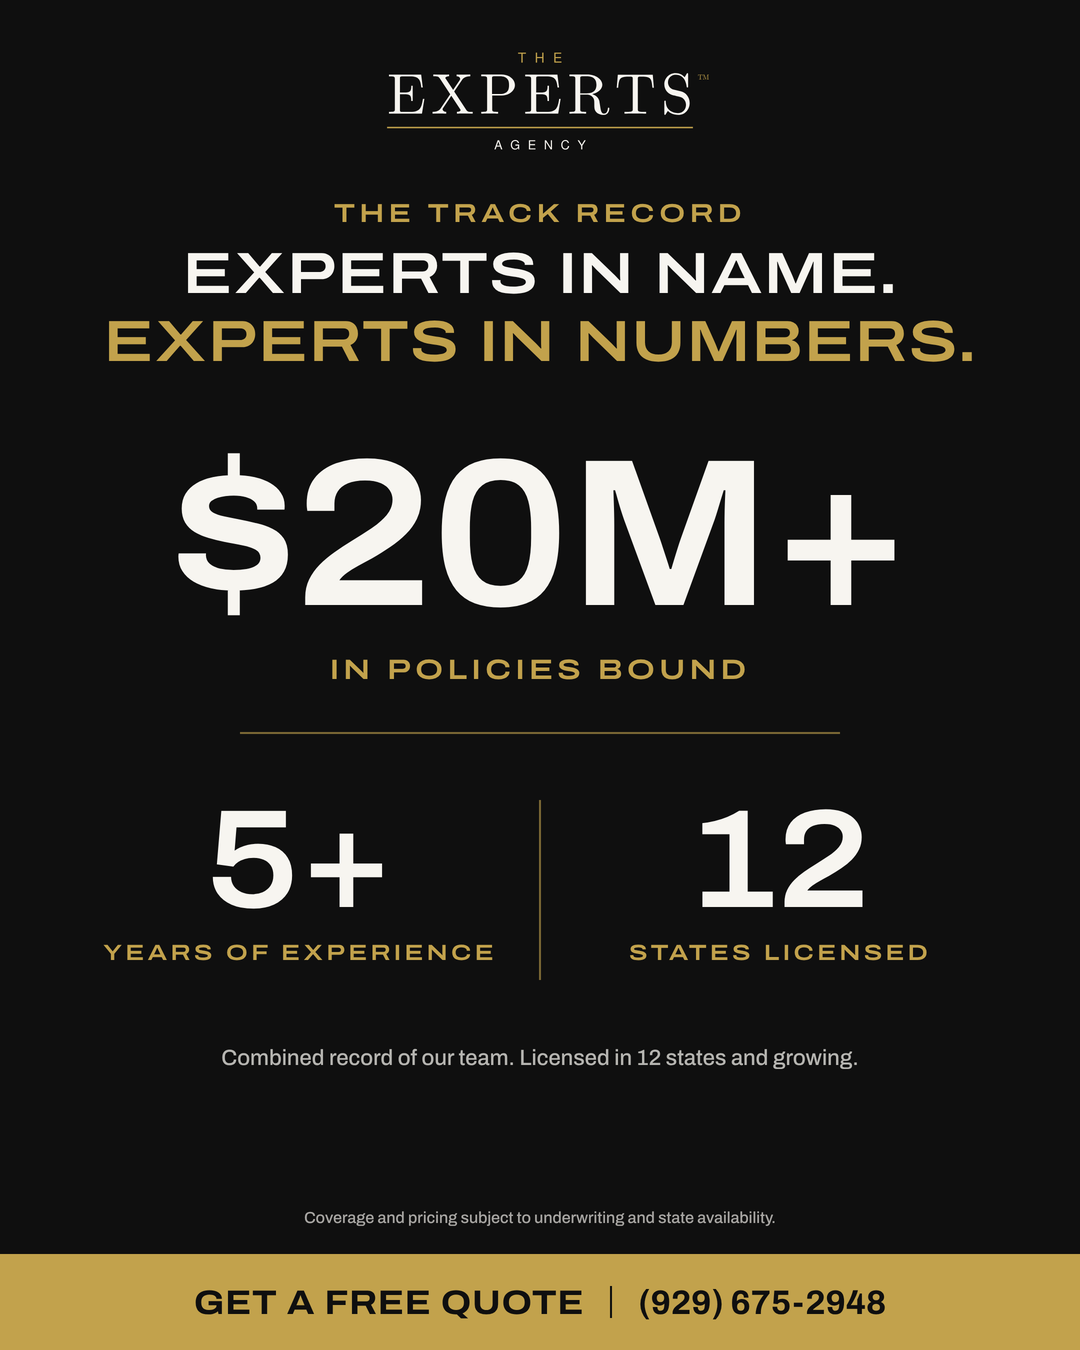 THE
EXPERTS™
AGENCY
THE TRACK RECORD
EXPERTS IN NAME.
EXPERTS IN NUMBERS.
$20M+
IN POLICIES BOUND
5+
YEARS OF EXPERIENCE
12
STATES LICENSED
Combined record of our team. Licensed in 12 states and growing.
Coverage and pricing subject to underwriting and state availability.
GET A FREE QUOTE | (929) 675-2948